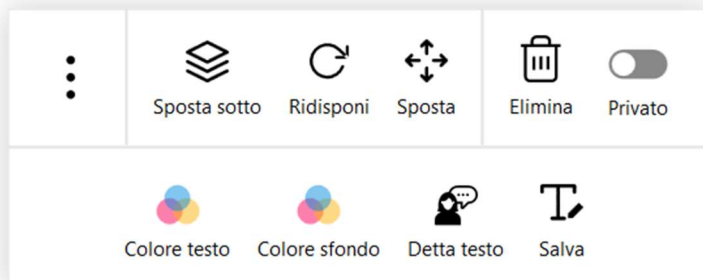 Sposta sotto Ridisponi Sposta Elimina Privato
Colore testo Colore sfondo Detta testo Salva